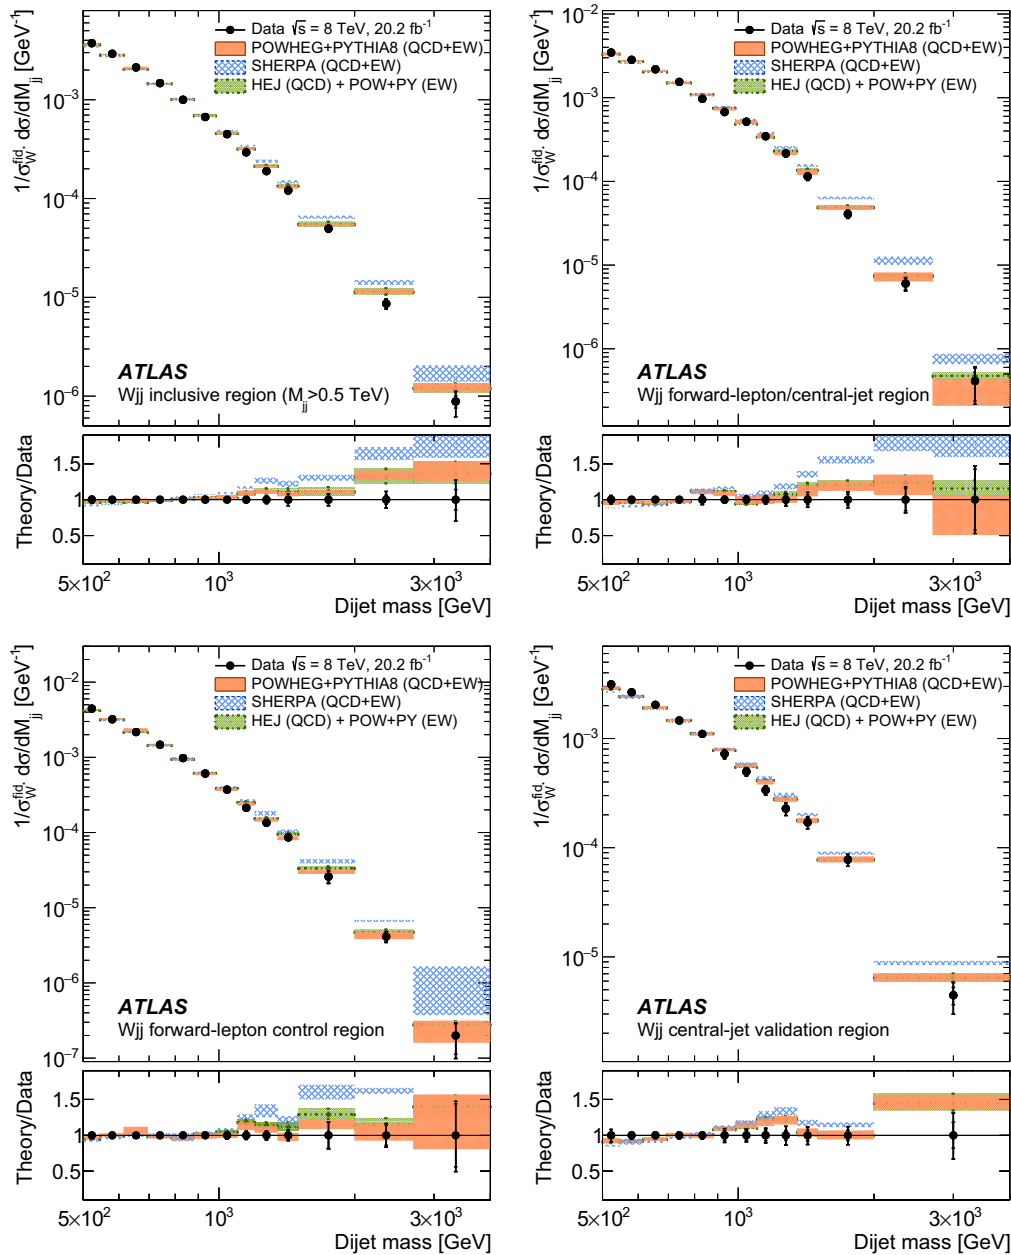 1/σ_W^fid. dσ/dM_jj [GeV⁻¹]
Data √s = 8 TeV, 20.2 fb⁻¹
POWHEG+PYTHIA8 (QCD+EW)
SHERPA (QCD+EW)
HEJ (QCD) + POW+PY (EW)
10⁻³
10⁻⁴
10⁻⁵
10⁻⁶
ATLAS
Wjj inclusive region (M_jj>0.5 TeV)
Theory/Data
1.5
1
0.5
5×10²
10³
3×10³
Dijet mass [GeV]
1/σ_W^fid. dσ/dM_jj [GeV⁻¹]
10⁻²
Data √s = 8 TeV, 20.2 fb⁻¹
POWHEG+PYTHIA8 (QCD+EW)
SHERPA (QCD+EW)
HEJ (QCD) + POW+PY (EW)
10⁻³
10⁻⁴
10⁻⁵
10⁻⁶
ATLAS
Wjj forward-lepton/central-jet region
Theory/Data
1.5
1
0.5
5×10²
10³
3×10³
Dijet mass [GeV]
1/σ_W^fid. dσ/dM_jj [GeV⁻¹]
Data √s = 8 TeV, 20.2 fb⁻¹
POWHEG+PYTHIA8 (QCD+EW)
SHERPA (QCD+EW)
HEJ (QCD) + POW+PY (EW)
10⁻²
10⁻³
10⁻⁴
10⁻⁵
10⁻⁶
10⁻⁷
ATLAS
Wjj forward-lepton control region
Theory/Data
1.5
1
0.5
5×10²
10³
3×10³
Dijet mass [GeV]
1/σ_W^fid. dσ/dM_jj [GeV⁻¹]
Data √s = 8 TeV, 20.2 fb⁻¹
POWHEG+PYTHIA8 (QCD+EW)
SHERPA (QCD+EW)
HEJ (QCD) + POW+PY (EW)
10⁻³
10⁻⁴
10⁻⁵
ATLAS
Wjj central-jet validation region
Theory/Data
1.5
1
0.5
5×10²
10³
3×10³
Dijet mass [GeV]